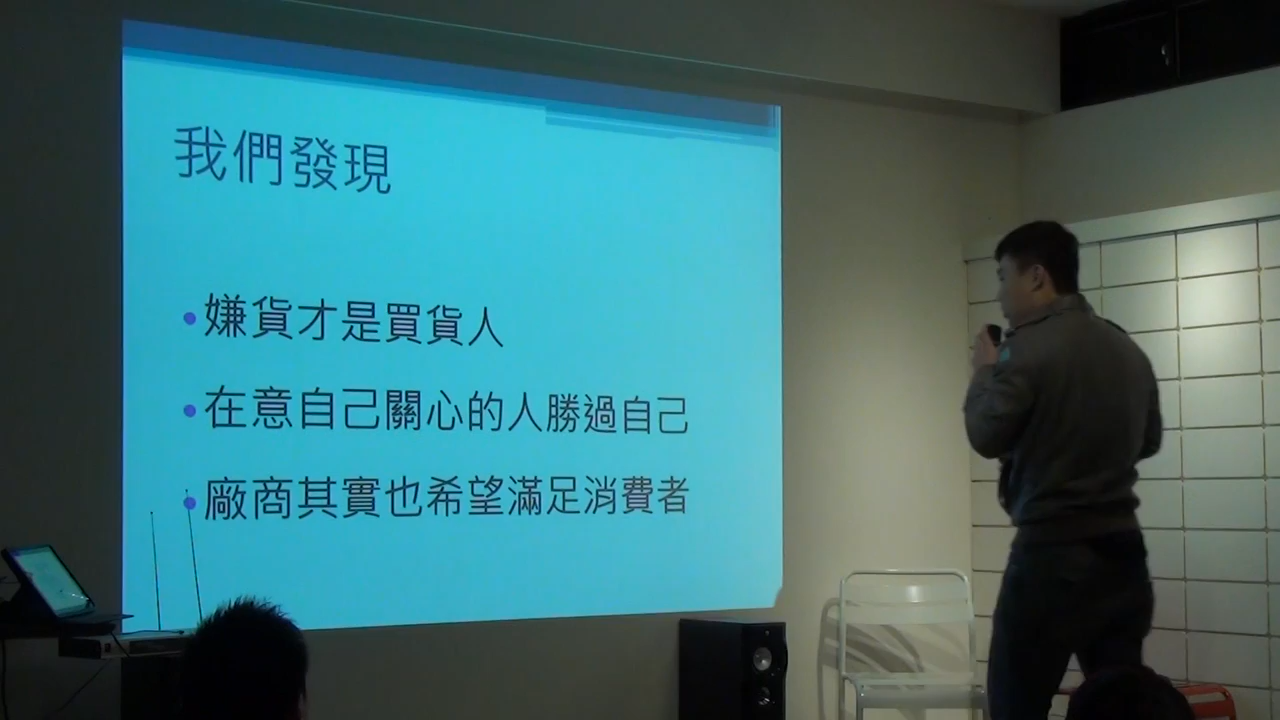 我們發現
•嫌貨才是買貨人
•在意自己關心的人勝過自己
•廠商其實也希望滿足消費者